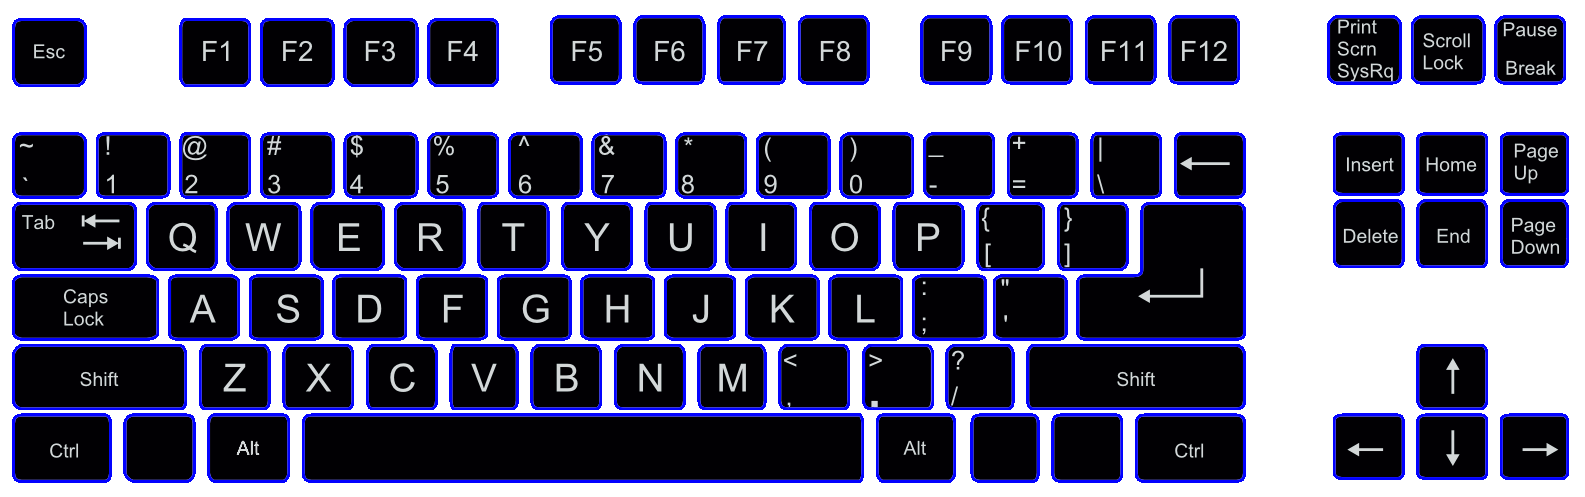 Esc F1 F2 F3 F4 F5 F6 F7 F8 F9 F10 F11 F12 Print Scrn SysRq Scroll Lock Pause Break
~ ` ! 1 @ 2 # 3 $ 4 % 5 ^ 6 & 7 * 8 ( 9 ) 0 _ - + = | \ ← Insert Home Page Up
Tab Q W E R T Y U I O P { [ } ] Delete End Page Down
Caps Lock A S D F G H J K L : ; " '
Shift Z X C V B N M < , > . ? / Shift ↑
Ctrl Alt Alt Ctrl ← ↓ →